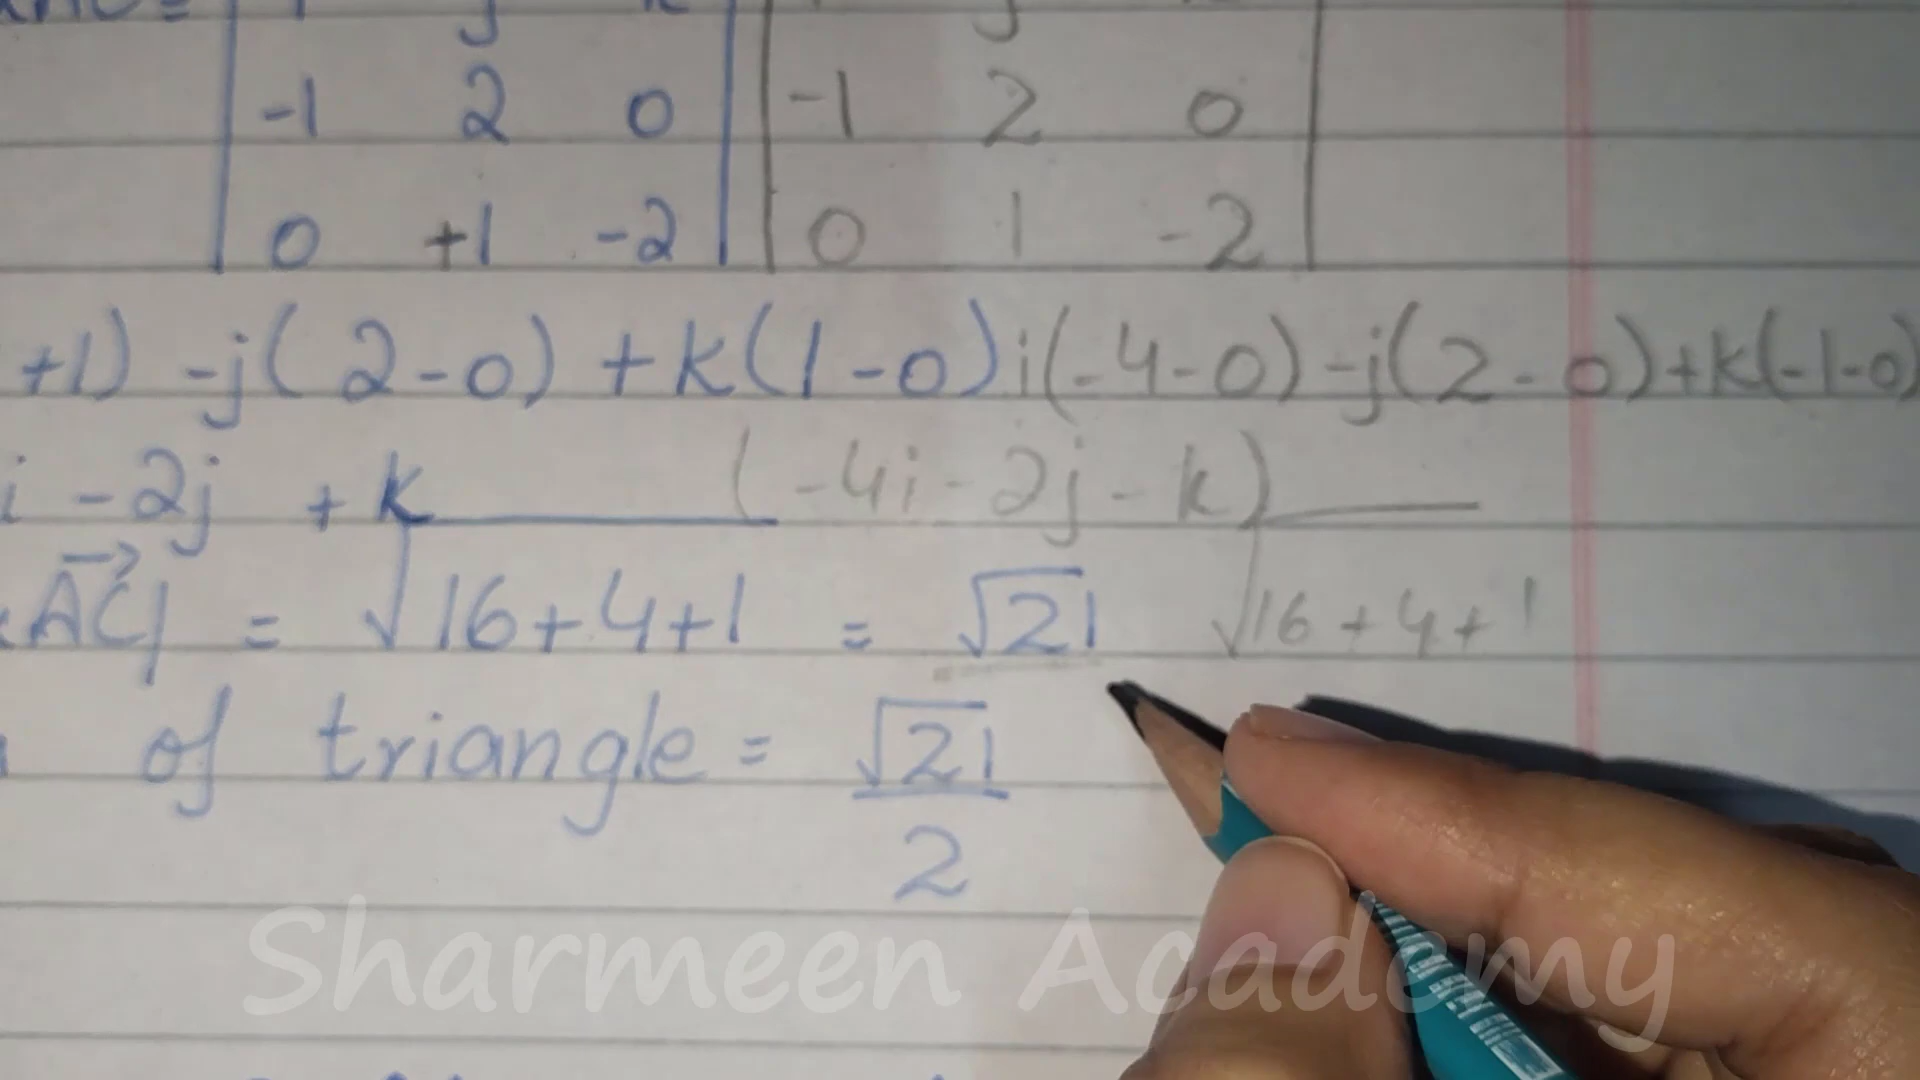 -1 2 0 -1 2 0
0 +1 -2 0 1 -2
+1) -j(2-0) +k(1-0) i(-4-0)-j(2-0)+k(-1-0)
i -2j +k (-4i-2j-k)
AC| = √16+4+1 = √21 √16+4+1
of triangle = √21
2
Sharmeen Academy